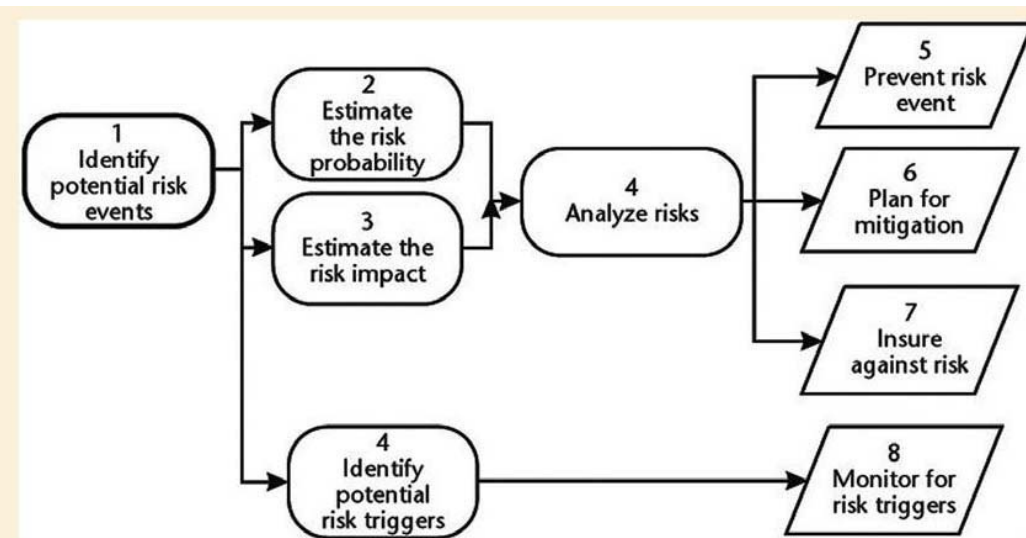 1
Identify
potential risk
events
2
Estimate
the risk
probability
3
Estimate the
risk impact
4
Analyze risks
5
Prevent risk
event
6
Plan for
mitigation
7
Insure
against risk
4
Identify
potential
risk triggers
8
Monitor for
risk triggers